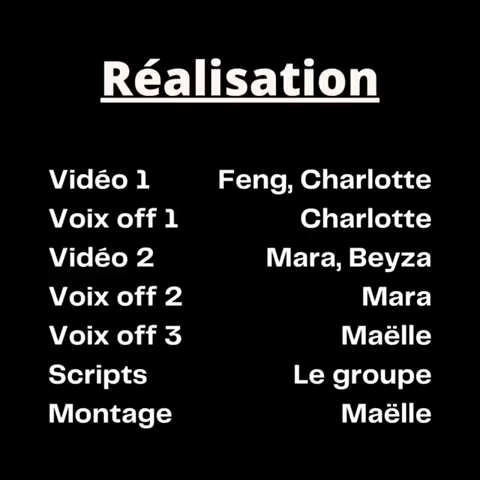 Réalisation
Vidéo 1 Feng, Charlotte
Voix off 1 Charlotte
Vidéo 2 Mara, Beyza
Voix off 2 Mara
Voix off 3 Maëlle
Scripts Le groupe
Montage Maëlle